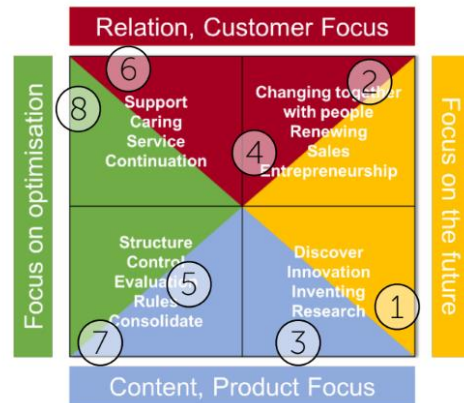 Relation, Customer Focus
Focus on optimisation
6
2
8
4
Support
Caring
Service
Continuation
Changing together
with people
Renewing
Sales
Entrepreneurship
Focus on the future
Structure
Control
Evaluation
Rules
Consolidate
5
7
Discover
Innovation
Inventing
Research
1
3
Content, Product Focus